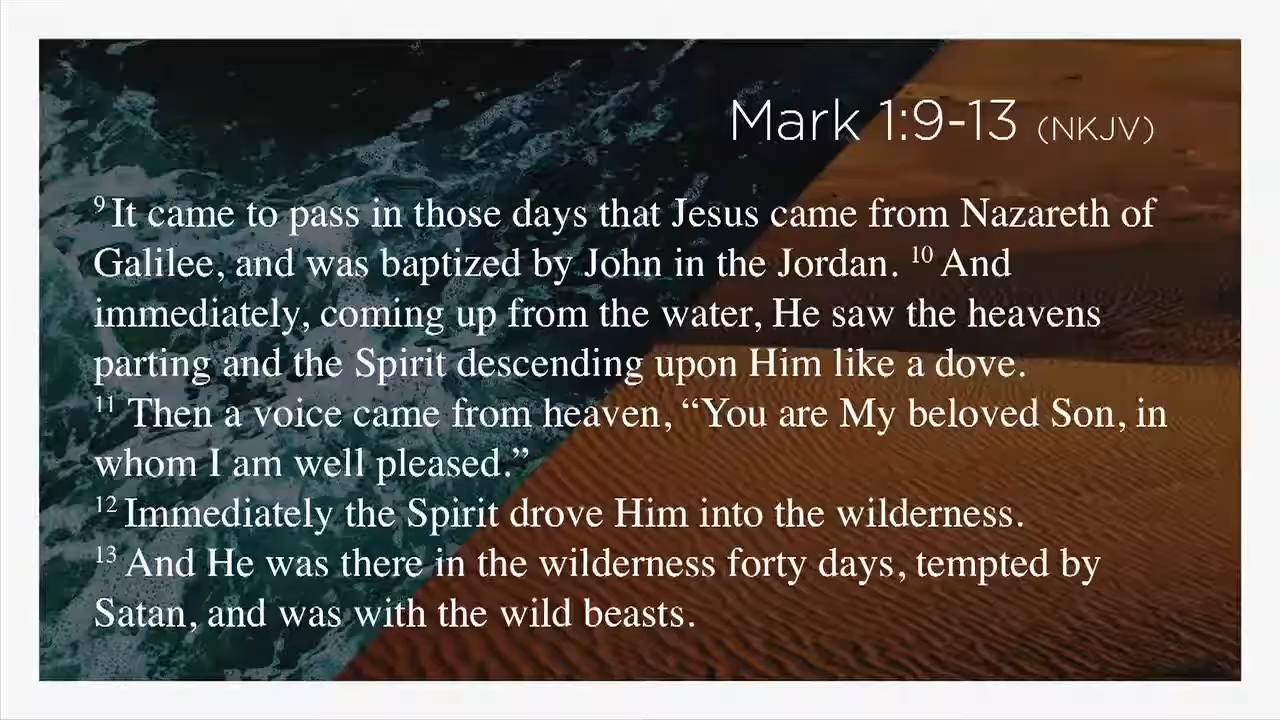 Mark 1:9-13 (NKJV)
⁹ It came to pass in those days that Jesus came from Nazareth of
Galilee, and was baptized by John in the Jordan. ¹⁰ And
immediately, coming up from the water, He saw the heavens
parting and the Spirit descending upon Him like a dove.
¹¹ Then a voice came from heaven, “You are My beloved Son, in
whom I am well pleased.”
¹² Immediately the Spirit drove Him into the wilderness.
¹³ And He was there in the wilderness forty days, tempted by
Satan, and was with the wild beasts.